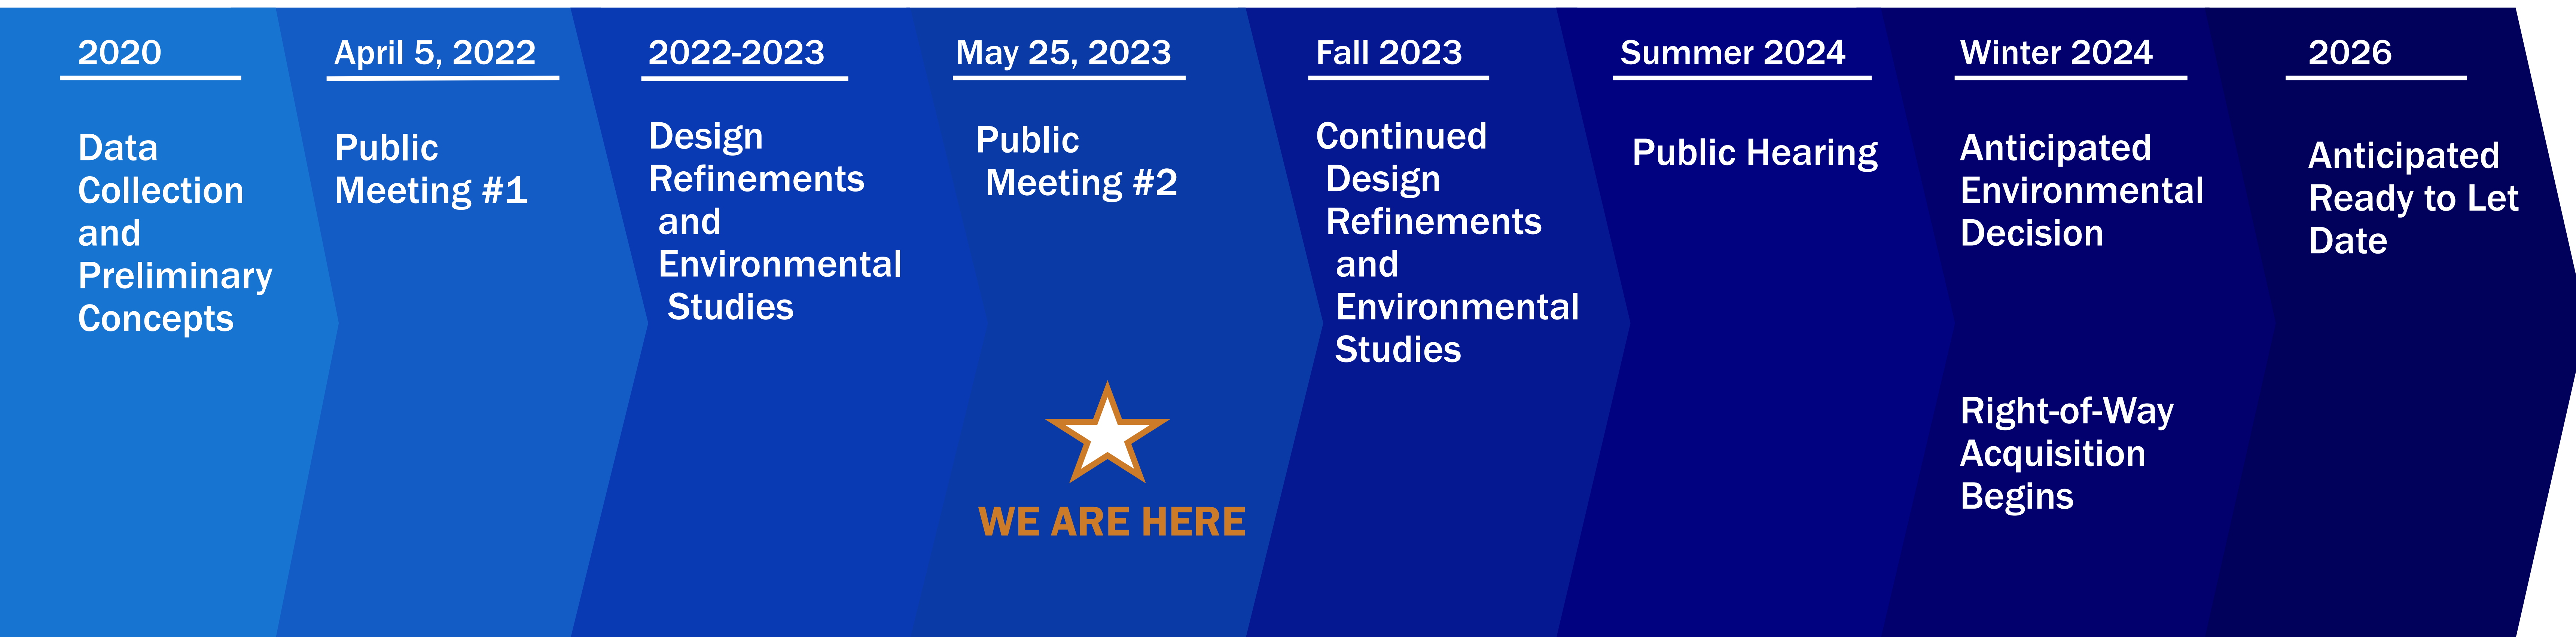 2020
Data
Collection
and
Preliminary
Concepts
April 5, 2022
Public
Meeting #1
2022-2023
Design
Refinements
and
Environmental
Studies
May 25, 2023
Public
Meeting #2
WE ARE HERE
Fall 2023
Continued
Design
Refinements
and
Environmental
Studies
Summer 2024
Public Hearing
Winter 2024
Anticipated
Environmental
Decision
Right-of-Way
Acquisition
Begins
2026
Anticipated
Ready to Let
Date